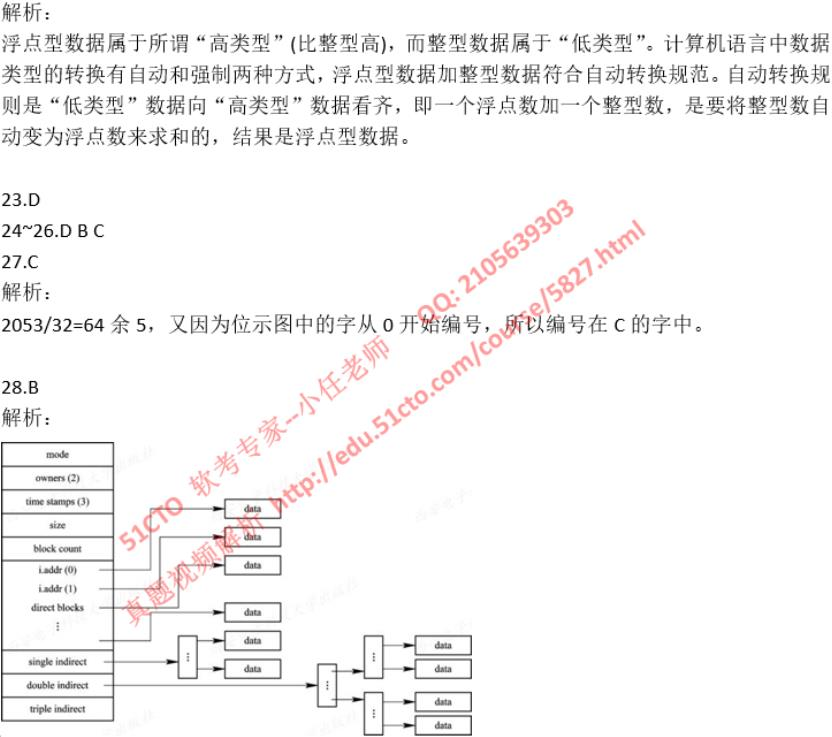 解析：
浮点型数据属于所谓“高类型”(比整型高)，而整型数据属于“低类型”。计算机语言中数据
类型的转换有自动和强制两种方式，浮点型数据加整型数据符合自动转换规范。自动转换规
则是“低类型”数据向“高类型”数据看齐，即一个浮点数加一个整型数，是要将整型数自
动变为浮点数来求和的，结果是浮点型数据。
23.D
24~26.D B C
27.C
解析：
2053/32=64 余 5，又因为位示图中的字从 0 开始编号，所以编号在 C 的字中。
28.B
解析：
mode
owners (2)
time stamps (3)
size
block count
i.addr (0)
i.addr (1)
direct blocks
⋮
single indirect
double indirect
triple indirect
data
data
data
data
data
data
⋮
⋮
⋮
⋮
data
data
data
data
51CTO 软考专家--小任老师 QQ: 2105639303
真题视频解析 http://edu.51cto.com/course/5827.html